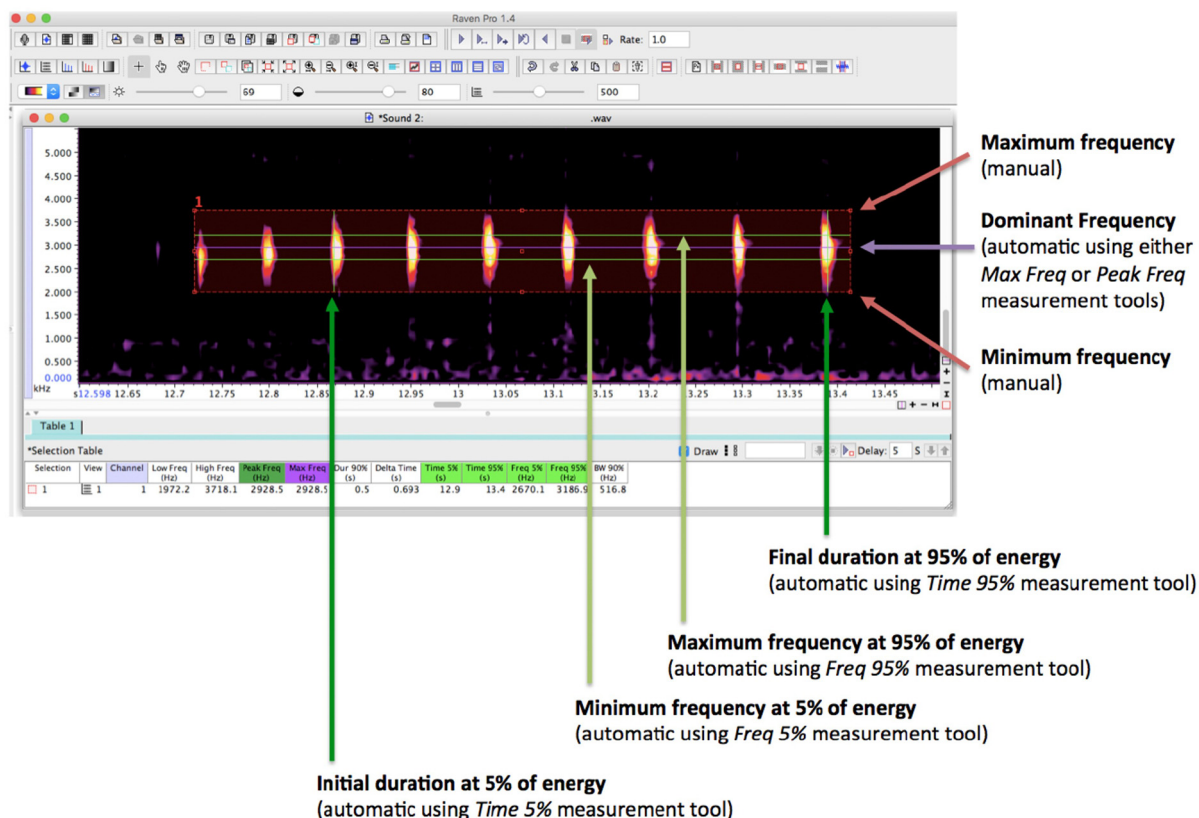 Raven Pro 1.4
Rate: 1.0
69 80 500
*Sound 2: .wav
5.000
4.500
4.000
3.500
3.000
2.500
2.000
1.500
1.000
0.500
0.000
kHz
1
s12.598 12.65 12.7 12.75 12.8 12.85 12.9 12.95 13 13.05 13.1 13.15 13.2 13.25 13.3 13.35 13.4 13.45
Maximum frequency
(manual)
Dominant Frequency
(automatic using either
Max Freq or Peak Freq
measurement tools)
Minimum frequency
(manual)
Table 1
*Selection Table
Draw Delay: 5 S
Selection View Channel Low Freq (Hz) High Freq (Hz) Peak Freq (Hz) Max Freq (Hz) Dur 90% (s) Delta Time (s) Time 5% (s) Time 95% (s) Freq 5% (Hz) Freq 95% (Hz) BW 90% (Hz)
1 1 1 1972.2 3718.1 2928.5 2928.5 0.5 0.693 12.9 13.4 2670.1 3186.9 516.8
Final duration at 95% of energy
(automatic using Time 95% measurement tool)
Maximum frequency at 95% of energy
(automatic using Freq 95% measurement tool)
Minimum frequency at 5% of energy
(automatic using Freq 5% measurement tool)
Initial duration at 5% of energy
(automatic using Time 5% measurement tool)